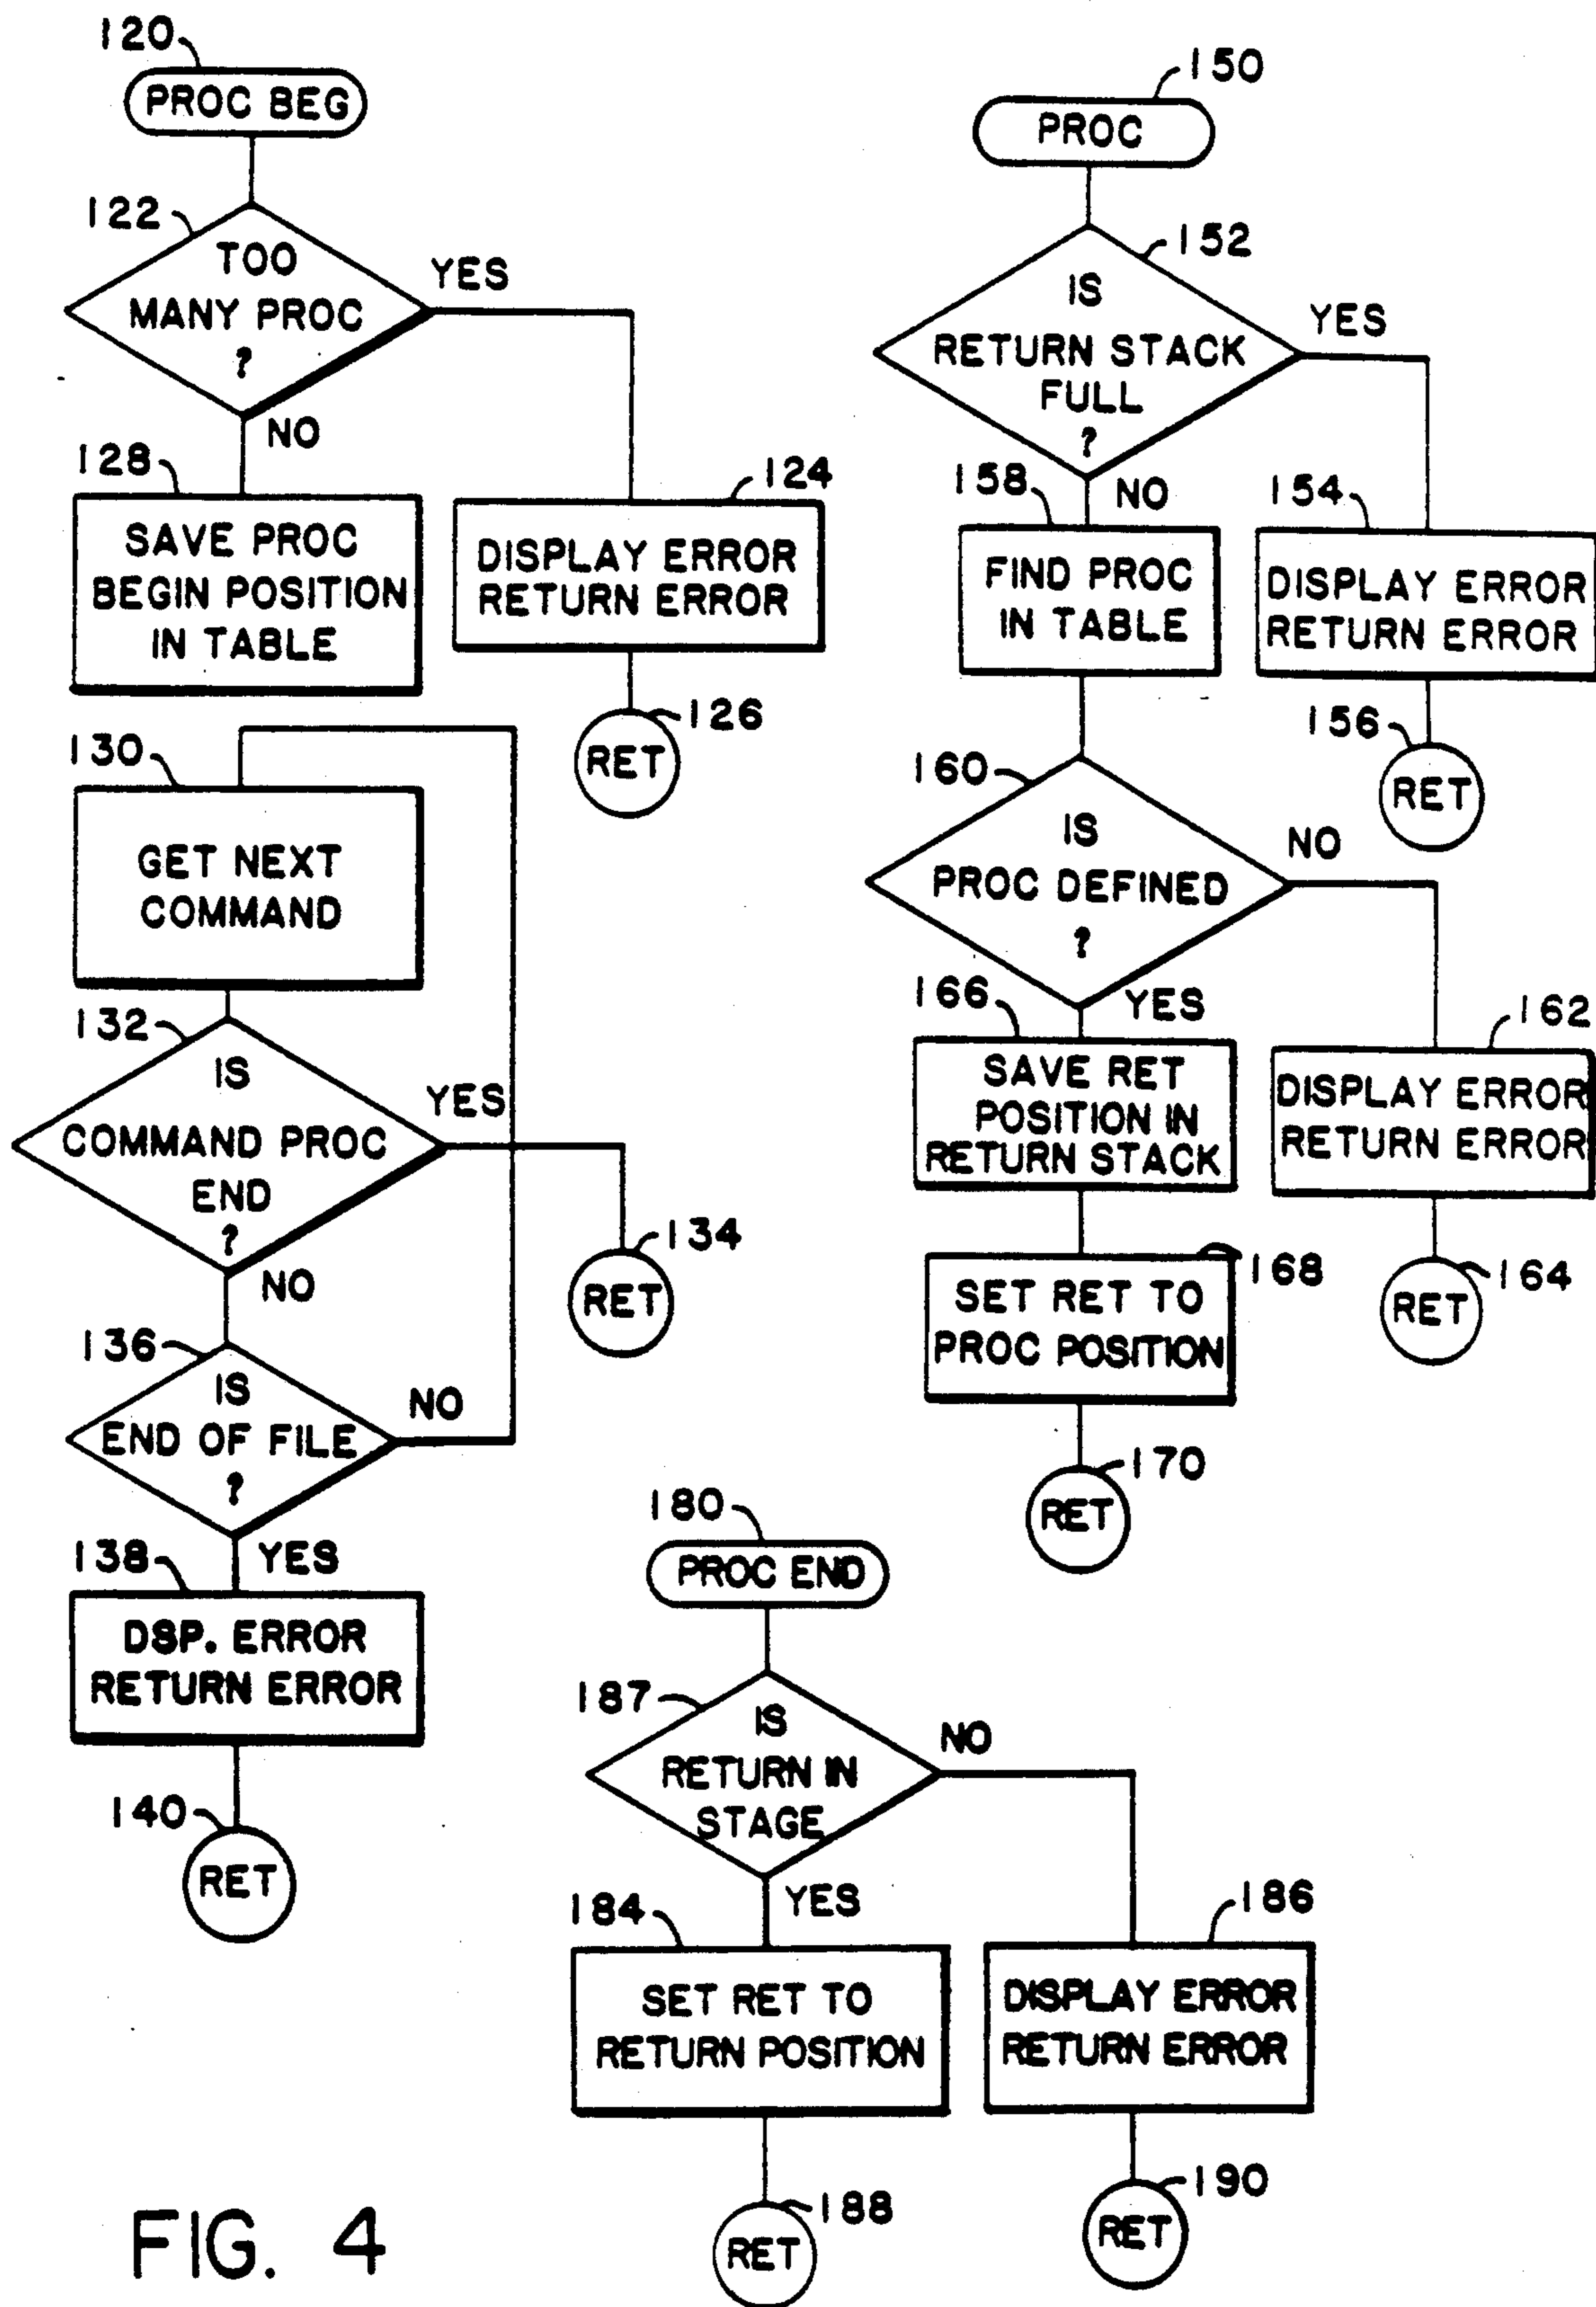 120
PROC BEG
122
TOO
MANY PROC
?
YES
NO
128
SAVE PROC
BEGIN POSITION
IN TABLE
124
DISPLAY ERROR
RETURN ERROR
126
RET
130
GET NEXT
COMMAND
132
IS
COMMAND PROC
END
?
YES
134
RET
NO
136
IS
END OF FILE
?
NO
YES
138
DSP. ERROR
RETURN ERROR
140
RET
150
PROC
152
IS
RETURN STACK
FULL
?
YES
NO
154
DISPLAY ERROR
RETURN ERROR
156
RET
158
FIND PROC
IN TABLE
160
IS
PROC DEFINED
?
NO
YES
162
DISPLAY ERROR
RETURN ERROR
164
RET
166
SAVE RET
POSITION IN
RETURN STACK
168
SET RET TO
PROC POSITION
170
RET
180
PROC END
187
IS
RETURN IN
STAGE
NO
YES
184
SET RET TO
RETURN POSITION
188
RET
186
DISPLAY ERROR
RETURN ERROR
190
RET
FIG. 4